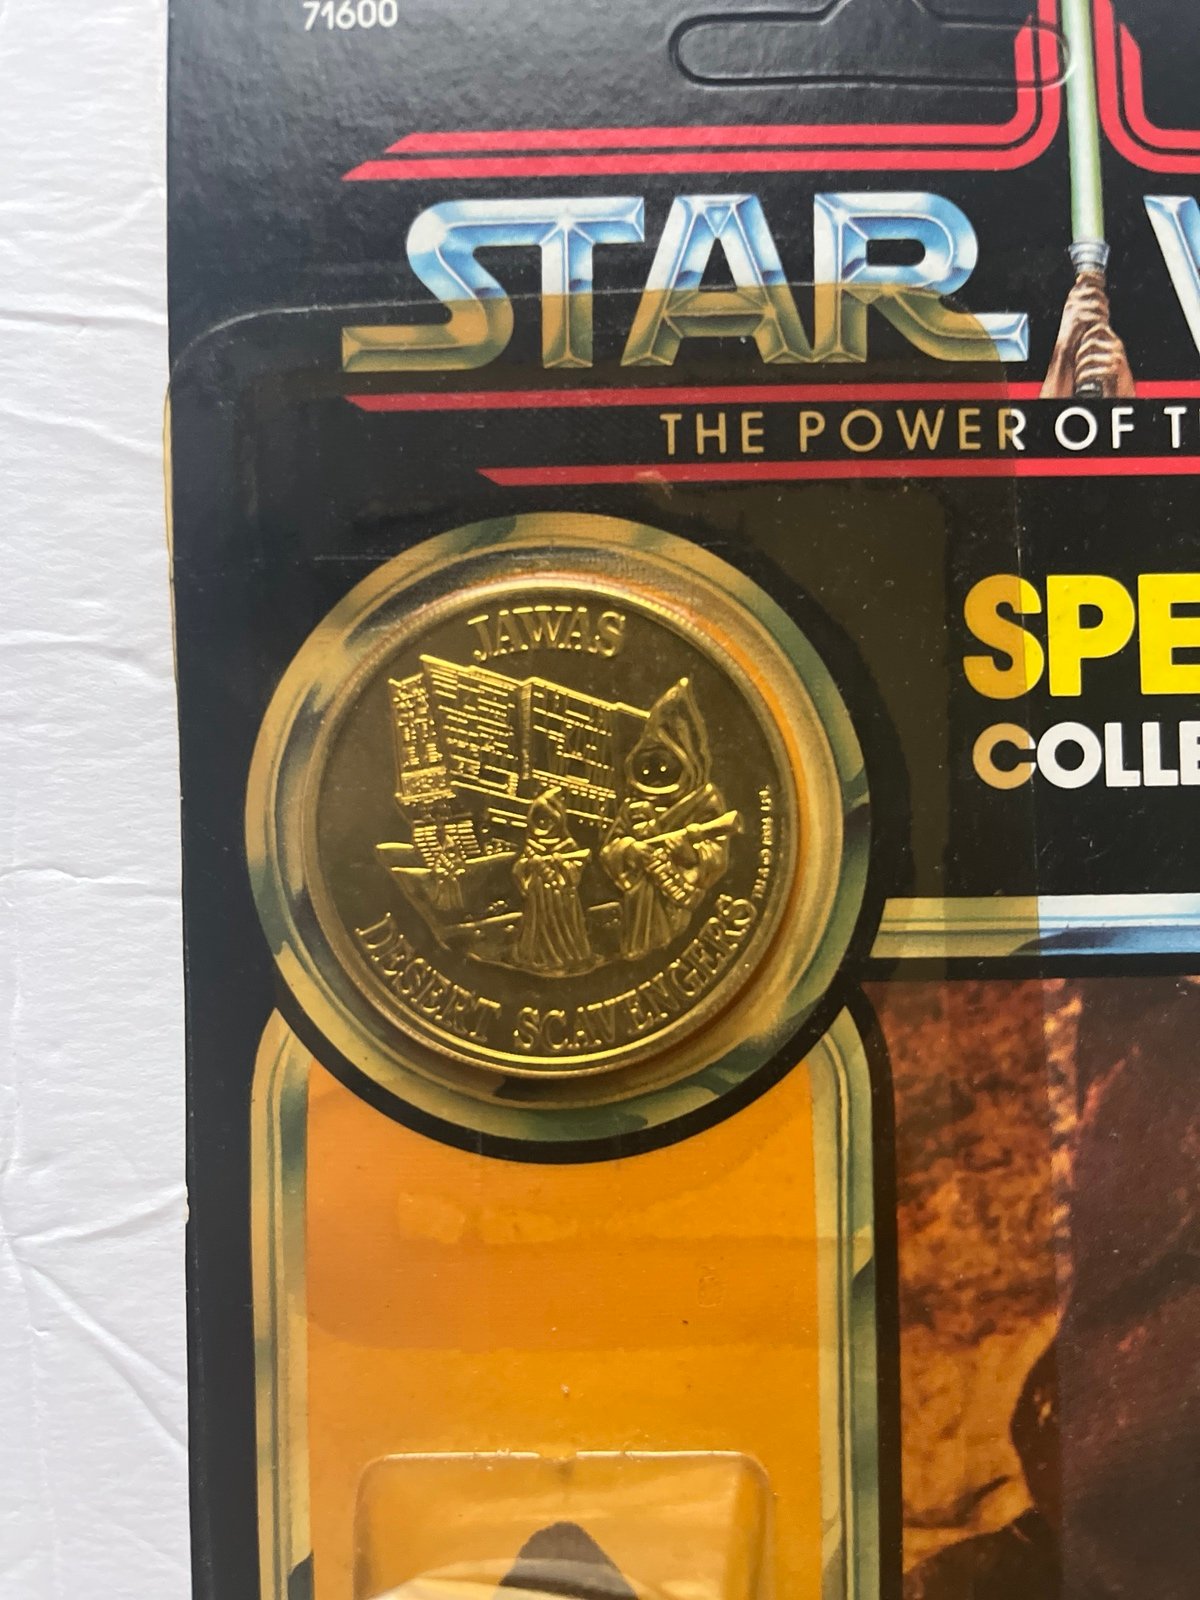 71600
STAR W
THE POWER OF T
SPE
COLLE
JAWAS
DESERT SCAVENGERS